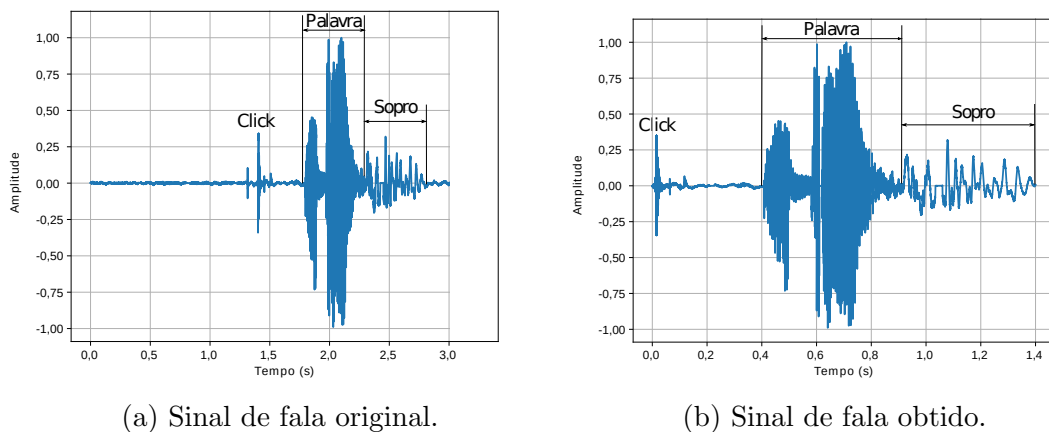 Palavra
1,00
0,75
0,50
0,25
0,00
-0,25
-0,50
-0,75
-1,00
Amplitude
Click
Sopro
0,0 0,5 1,0 1,5 2,0 2,5 3,0
Tempo (s)
(a) Sinal de fala original.
Palavra
1,00
0,75
0,50
0,25
0,00
-0,25
-0,50
-0,75
-1,00
Amplitude
Click
Sopro
0,0 0,2 0,4 0,6 0,8 1,0 1,2 1,4
Tempo (s)
(b) Sinal de fala obtido.